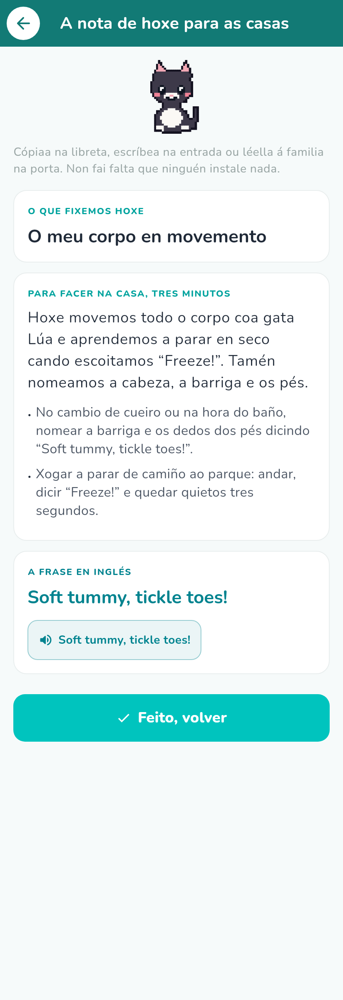 A nota de hoxe para as casas
Cópiaa na libreta, escríbea na entrada ou léella á familia
na porta. Non fai falta que ninguén instale nada.
O QUE FIXEMOS HOXE
O meu corpo en movemento
PARA FACER NA CASA, TRES MINUTOS
Hoxe movemos todo o corpo coa gata
Lúa e aprendemos a parar en seco
cando escoitamos “Freeze!”. Tamén
nomeamos a cabeza, a barriga e os pés.
• No cambio de cueiro ou na hora do baño,
nomear a barriga e os dedos dos pés dicindo
“Soft tummy, tickle toes!”.
• Xogar a parar de camiño ao parque: andar,
dicir “Freeze!” e quedar quietos tres
segundos.
A FRASE EN INGLÉS
Soft tummy, tickle toes!
Soft tummy, tickle toes!
Feito, volver